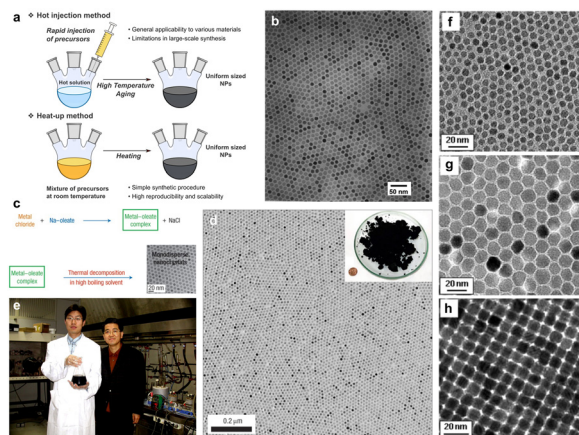 a
❖ Hot injection method
Rapid injection of
precursors
• General applicability to various materials
• Limitations in large-scale synthesis
Hot solution
High Temperature
Aging
Uniform sized
NPs
❖ Heat-up method
Heating
Uniform sized
NPs
Mixture of precursors
at room temperature
• Simple synthetic procedure
• High reproducibility and scalability
b
50 nm
c
Metal
chloride
+
Na–oleate
Metal–oleate
complex
+ NaCl
Metal–oleate
complex
Thermal decomposition
in high boiling solvent
Monodisperse
nanocrystals
20 nm
d
0.2 μm
e
f
20 nm
g
20 nm
h
20 nm